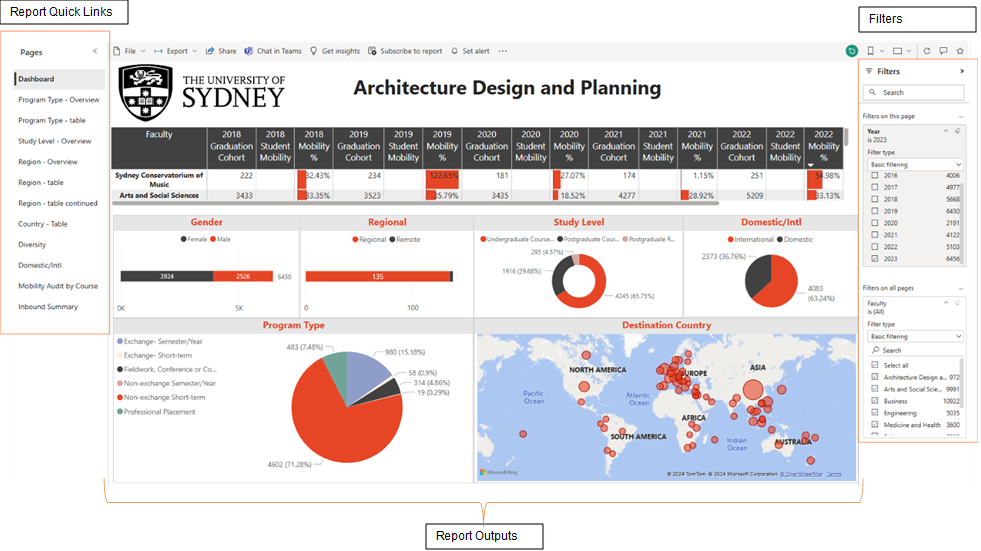 Report Quick Links
Filters
Pages
Dashboard
Program Type - Overview
Program Type - table
Study Level - Overview
Region - Overview
Region - table
Region - table continued
Country - Table
Diversity
Domestic/Intl
Mobility Audit by Course
Inbound Summary
File Export Share Chat in Teams Get insights Subscribe to report Set alert ...
THE UNIVERSITY OF
SYDNEY
Architecture Design and Planning
Faculty 2018 2018 2018 2019 2019 2019 2020 2020 2020 2021 2021 2021 2022 2022 2022
Graduation Student Mobility Graduation Student Mobility Graduation Student Mobility Graduation Student Mobility Graduation Student Mobility
Cohort Mobility % Cohort Mobility % Cohort Mobility % Cohort Mobility % Cohort Mobility %
Sydney Conservatorium of 222 32.43% 234 122.65% 181 27.07% 174 1.15% 251 54.98%
Music
Arts and Social Sciences 3433 33.35% 3523 35.79% 3435 18.52% 4277 28.92% 5209 33.13%
Gender
Female Male
3924 2526 6450
0K 5K
Regional
Regional Remote
135
0 100
Study Level
Undergraduate Course... Postgraduate Cour... Postgraduate R...
295 (4.57%)
1916 (29.68%)
4245 (65.75%)
Domestic/Intl
International Domestic
2373 (36.76%)
4083
(63.24%)
Program Type
Exchange- Semester/Year
Exchange- Short-term
Fieldwork, Conference or Co...
Non-exchange Semester/Year
Non-exchange Short-term
Professional Placement
483 (7.48%)
980 (15.18%)
58 (0.9%)
314 (4.86%)
19 (0.29%)
4602 (71.28%)
Destination Country
NORTH AMERICA
EUROPE
ASIA
Pacific
Ocean
Atlantic
Ocean
AFRICA
SOUTH AMERICA
Indian
Ocean
AUSTRALIA
Microsoft Bing
© 2024 TomTom, © 2024 Microsoft Corporation, © OpenStreetMap Terms
Filters
Search
Filters on this page
Year
is 2023
Filter type
Basic filtering
2016 4006
2017 4977
2018 5668
2019 6430
2020 2191
2021 4122
2022 5103
2023 6456
Filters on all pages
Faculty
is (All)
Filter type
Basic filtering
Search
Select all
Architecture Design a... 972
Arts and Social Scien... 9991
Business 10922
Engineering 5035
Medicine and Health 3600
Report Outputs